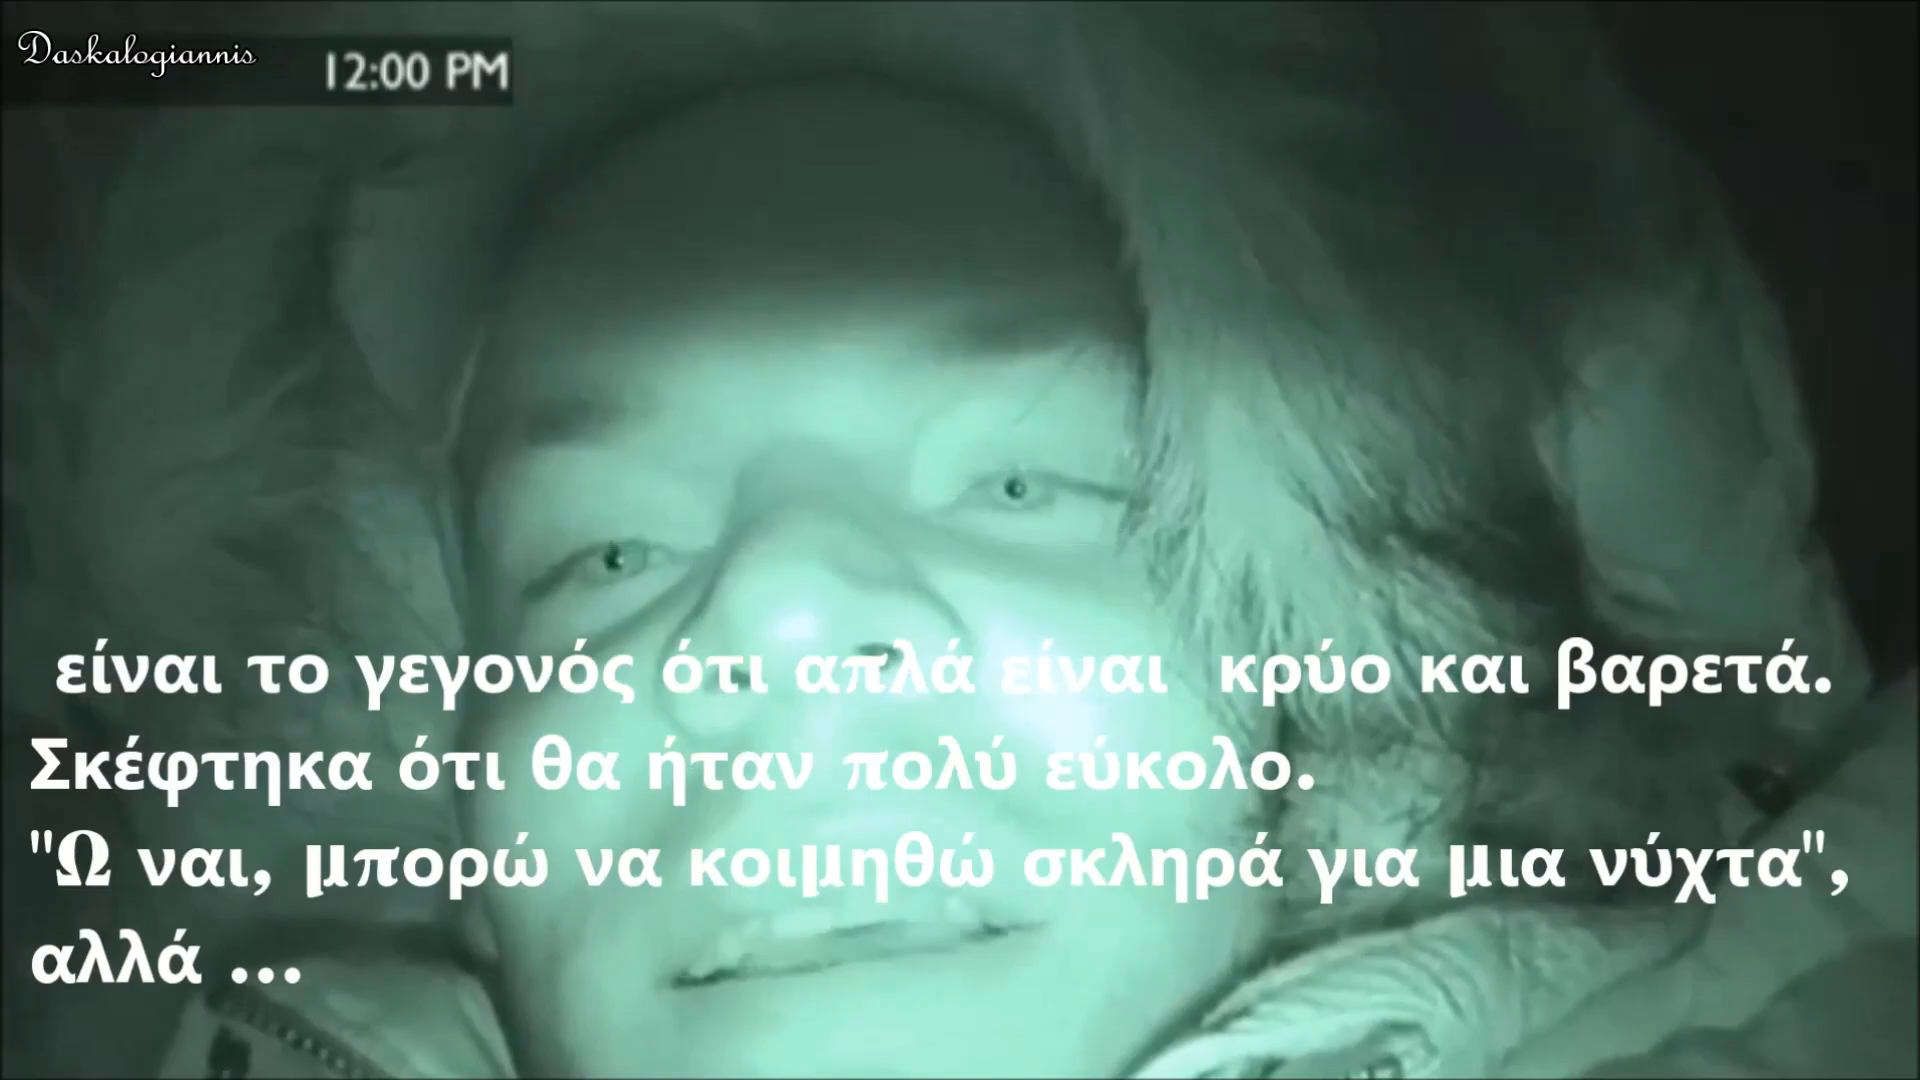 Daskalogiannis
12:00 PM
είναι το γεγονός ότι απλά είναι κρύο και βαρετά.
Σκέφτηκα ότι θα ήταν πολύ εύκολο.
"Ω ναι, μπορώ να κοιμηθώ σκληρά για μια νύχτα",
αλλά ...